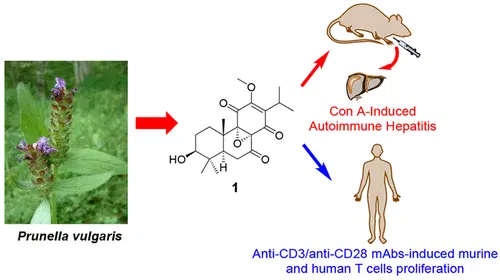 Prunella vulgaris
O
O
O
O
O
HO
H
1
Con A-Induced
Autoimmune Hepatitis
Anti-CD3/anti-CD28 mAbs-induced murine
and human T cells proliferation